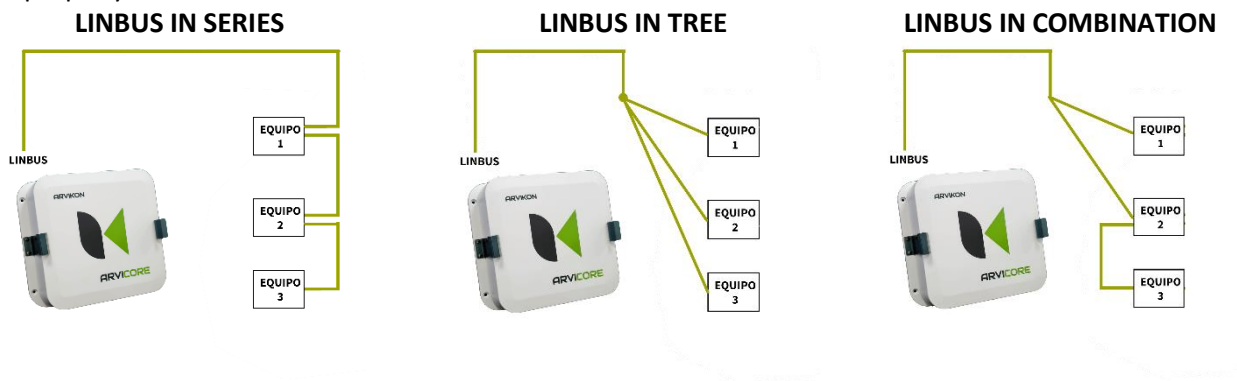 LINBUS IN SERIES
LINBUS
ARVIKON
ARVICORE
EQUIPO
1
EQUIPO
2
EQUIPO
3
LINBUS IN TREE
LINBUS
ARVIKON
ARVICORE
EQUIPO
1
EQUIPO
2
EQUIPO
3
LINBUS IN COMBINATION
LINBUS
ARVIKON
ARVICORE
EQUIPO
1
EQUIPO
2
EQUIPO
3